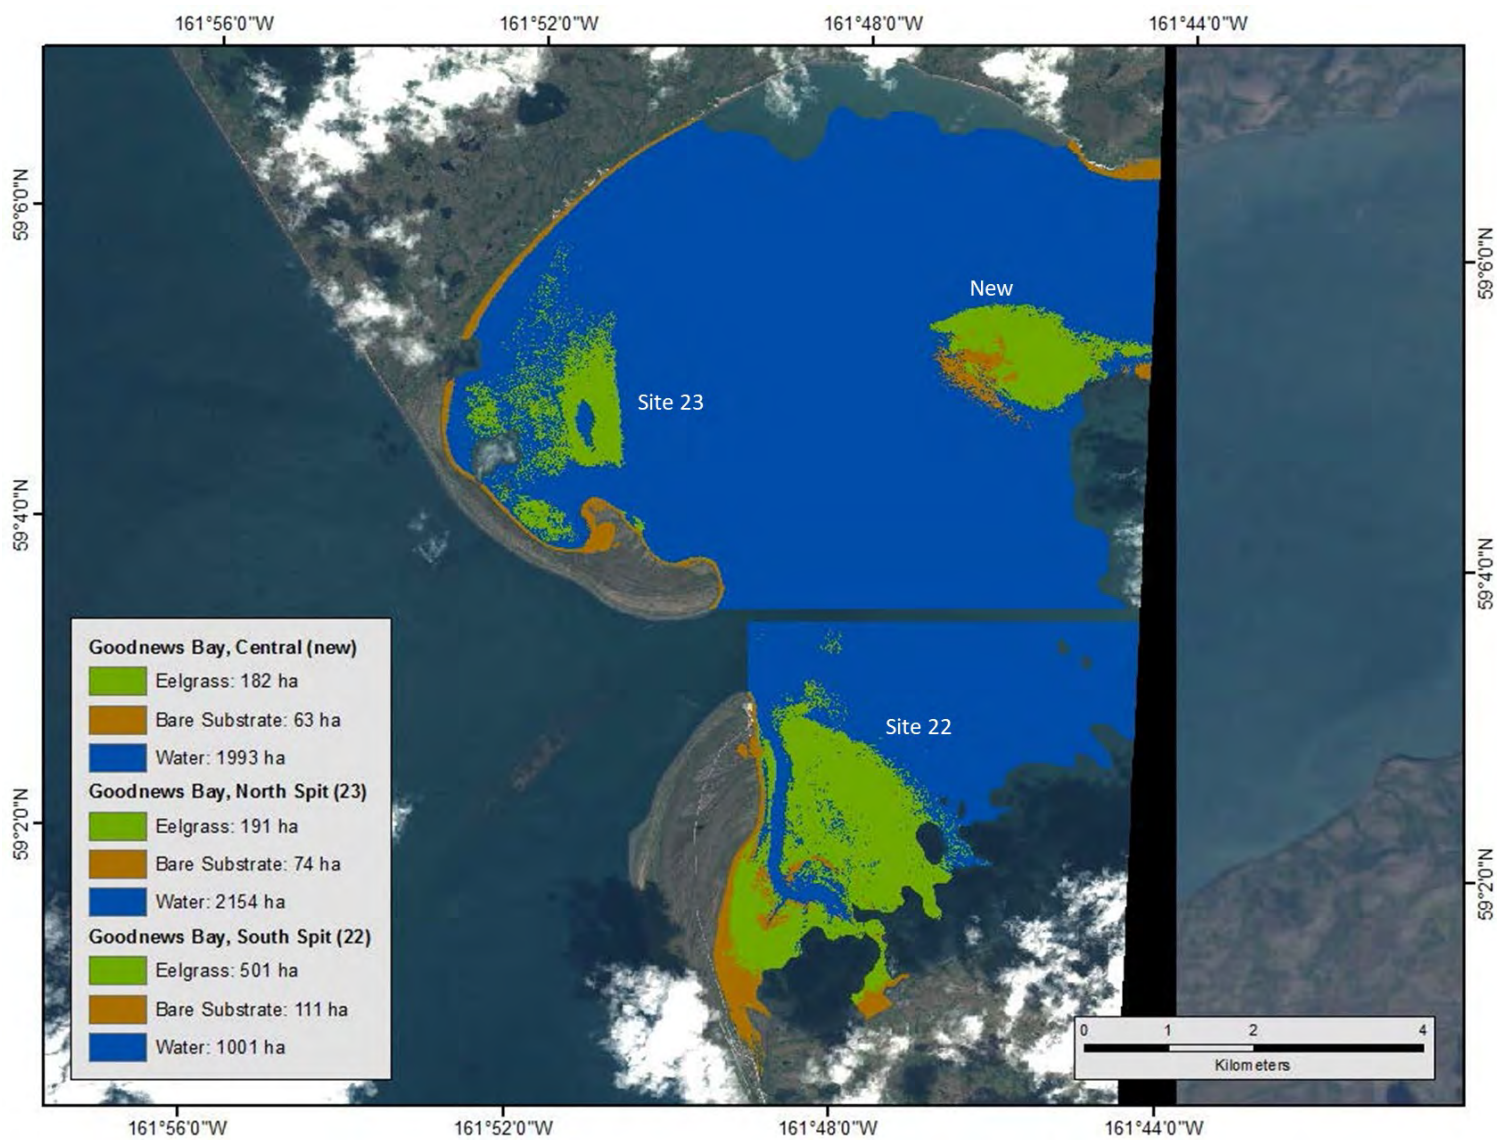 161°56'0"W
161°52'0"W
161°48'0"W
161°44'0"W
59°6'0"N
59°4'0"N
59°2'0"N
59°6'0"N
59°4'0"N
59°2'0"N
New
Site 23
Site 22
Goodnews Bay, Central (new)
Eelgrass: 182 ha
Bare Substrate: 63 ha
Water: 1993 ha
Goodnews Bay, North Spit (23)
Eelgrass: 191 ha
Bare Substrate: 74 ha
Water: 2154 ha
Goodnews Bay, South Spit (22)
Eelgrass: 501 ha
Bare Substrate: 111 ha
Water: 1001 ha
0 1 2 4
Kilometers
161°56'0"W
161°52'0"W
161°48'0"W
161°44'0"W